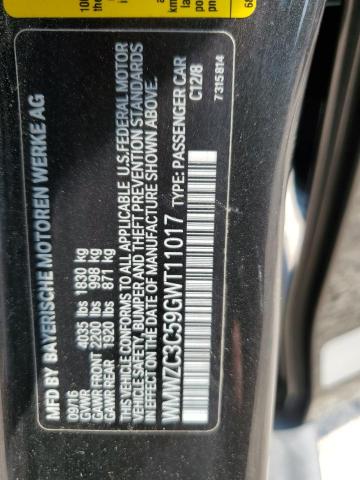 MFD BY BAYERISCHE MOTOREN WERKE AG
09/16
GVWR 4035 lbs 1830 kg
GAWR FRONT 2200 lbs 998 kg
GAWR REAR 1920 lbs 871 kg
THIS VEHICLE CONFORMS TO ALL APPLICABLE U.S. FEDERAL MOTOR
VEHICLE SAFETY, BUMPER, AND THEFT PREVENTION STANDARDS
IN EFFECT ON THE DATE OF MANUFACTURE SHOWN ABOVE.
WMWZC3C59GWT11017 TYPE: PASSENGER CAR
C12/8
7315814